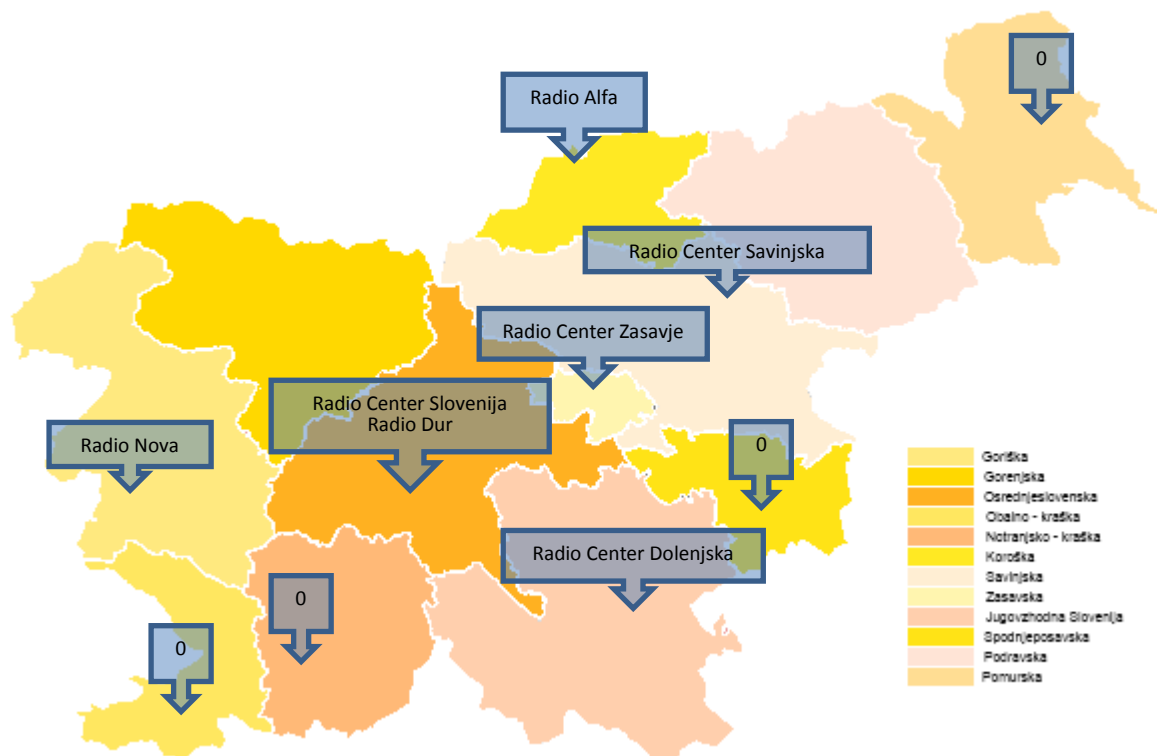 0
Radio Alfa
Radio Center Savinjska
Radio Center Zasavje
Radio Center Slovenija
Radio Dur
Radio Nova
0
Radio Center Dolenjska
0
0
Goriška
Gorenjska
Osrednjeslovenska
Obalno - kraška
Notranjsko - kraška
Koroška
Savinjska
Zasavska
Jugovzhodna Slovenija
Spodnjeposavska
Podravska
Pomurska